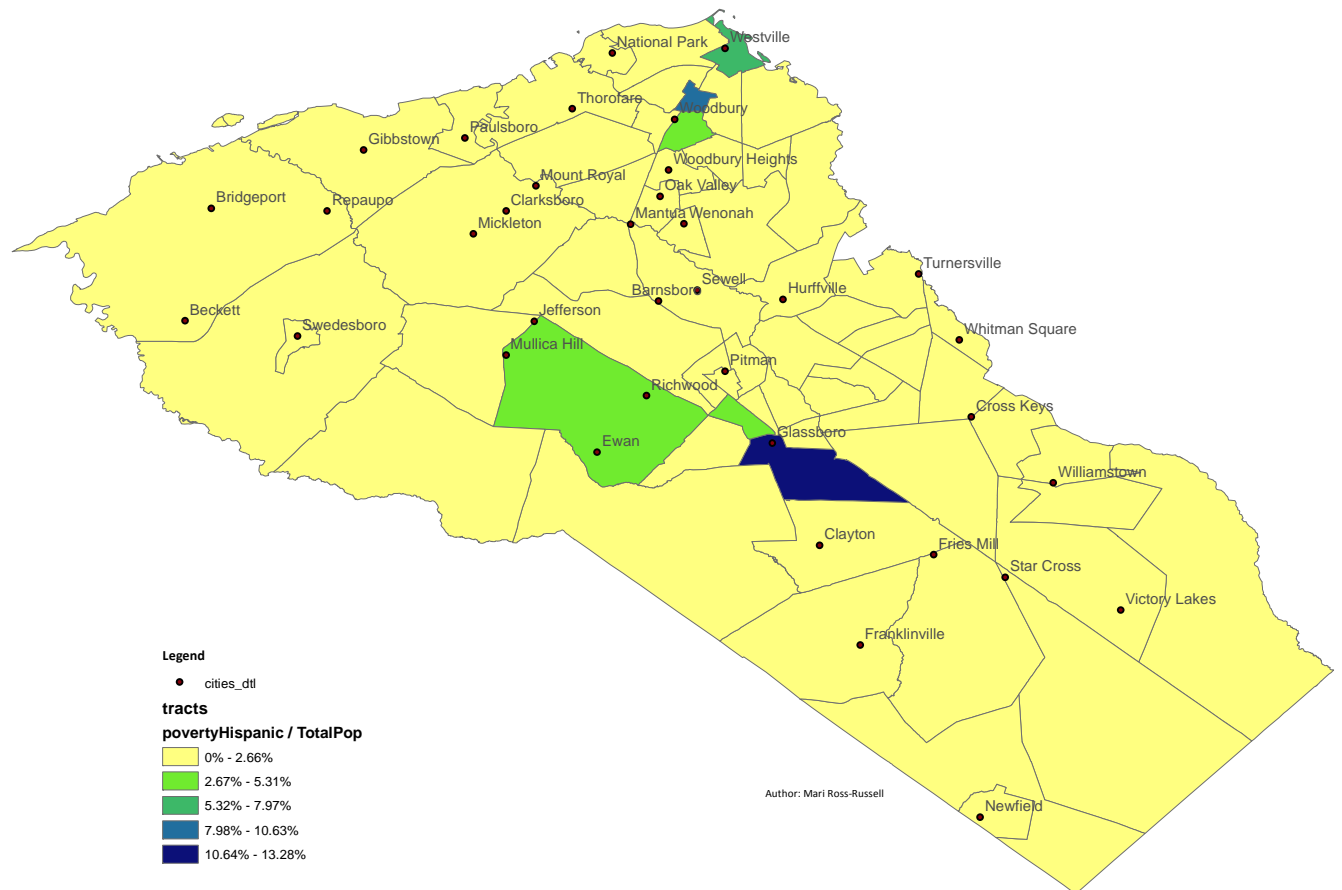 Westville
National Park
Thorofare
Woodbury
Paulsboro
Gibbstown
Woodbury Heights
Mount Royal
Oak Valley
Bridgeport
Repaupo
Clarksboro
Mantua
Wenonah
Mickleton
Turnersville
Sewell
Barnsboro
Hurffville
Beckett
Jefferson
Swedesboro
Whitman Square
Mullica Hill
Pitman
Richwood
Cross Keys
Glassboro
Ewan
Williamstown
Clayton
Fries Mill
Star Cross
Victory Lakes
Franklinville
Newfield
Legend
cities_dtl
tracts
povertyHispanic / TotalPop
0% - 2.66%
2.67% - 5.31%
5.32% - 7.97%
7.98% - 10.63%
10.64% - 13.28%
Author: Mari Ross-Russell